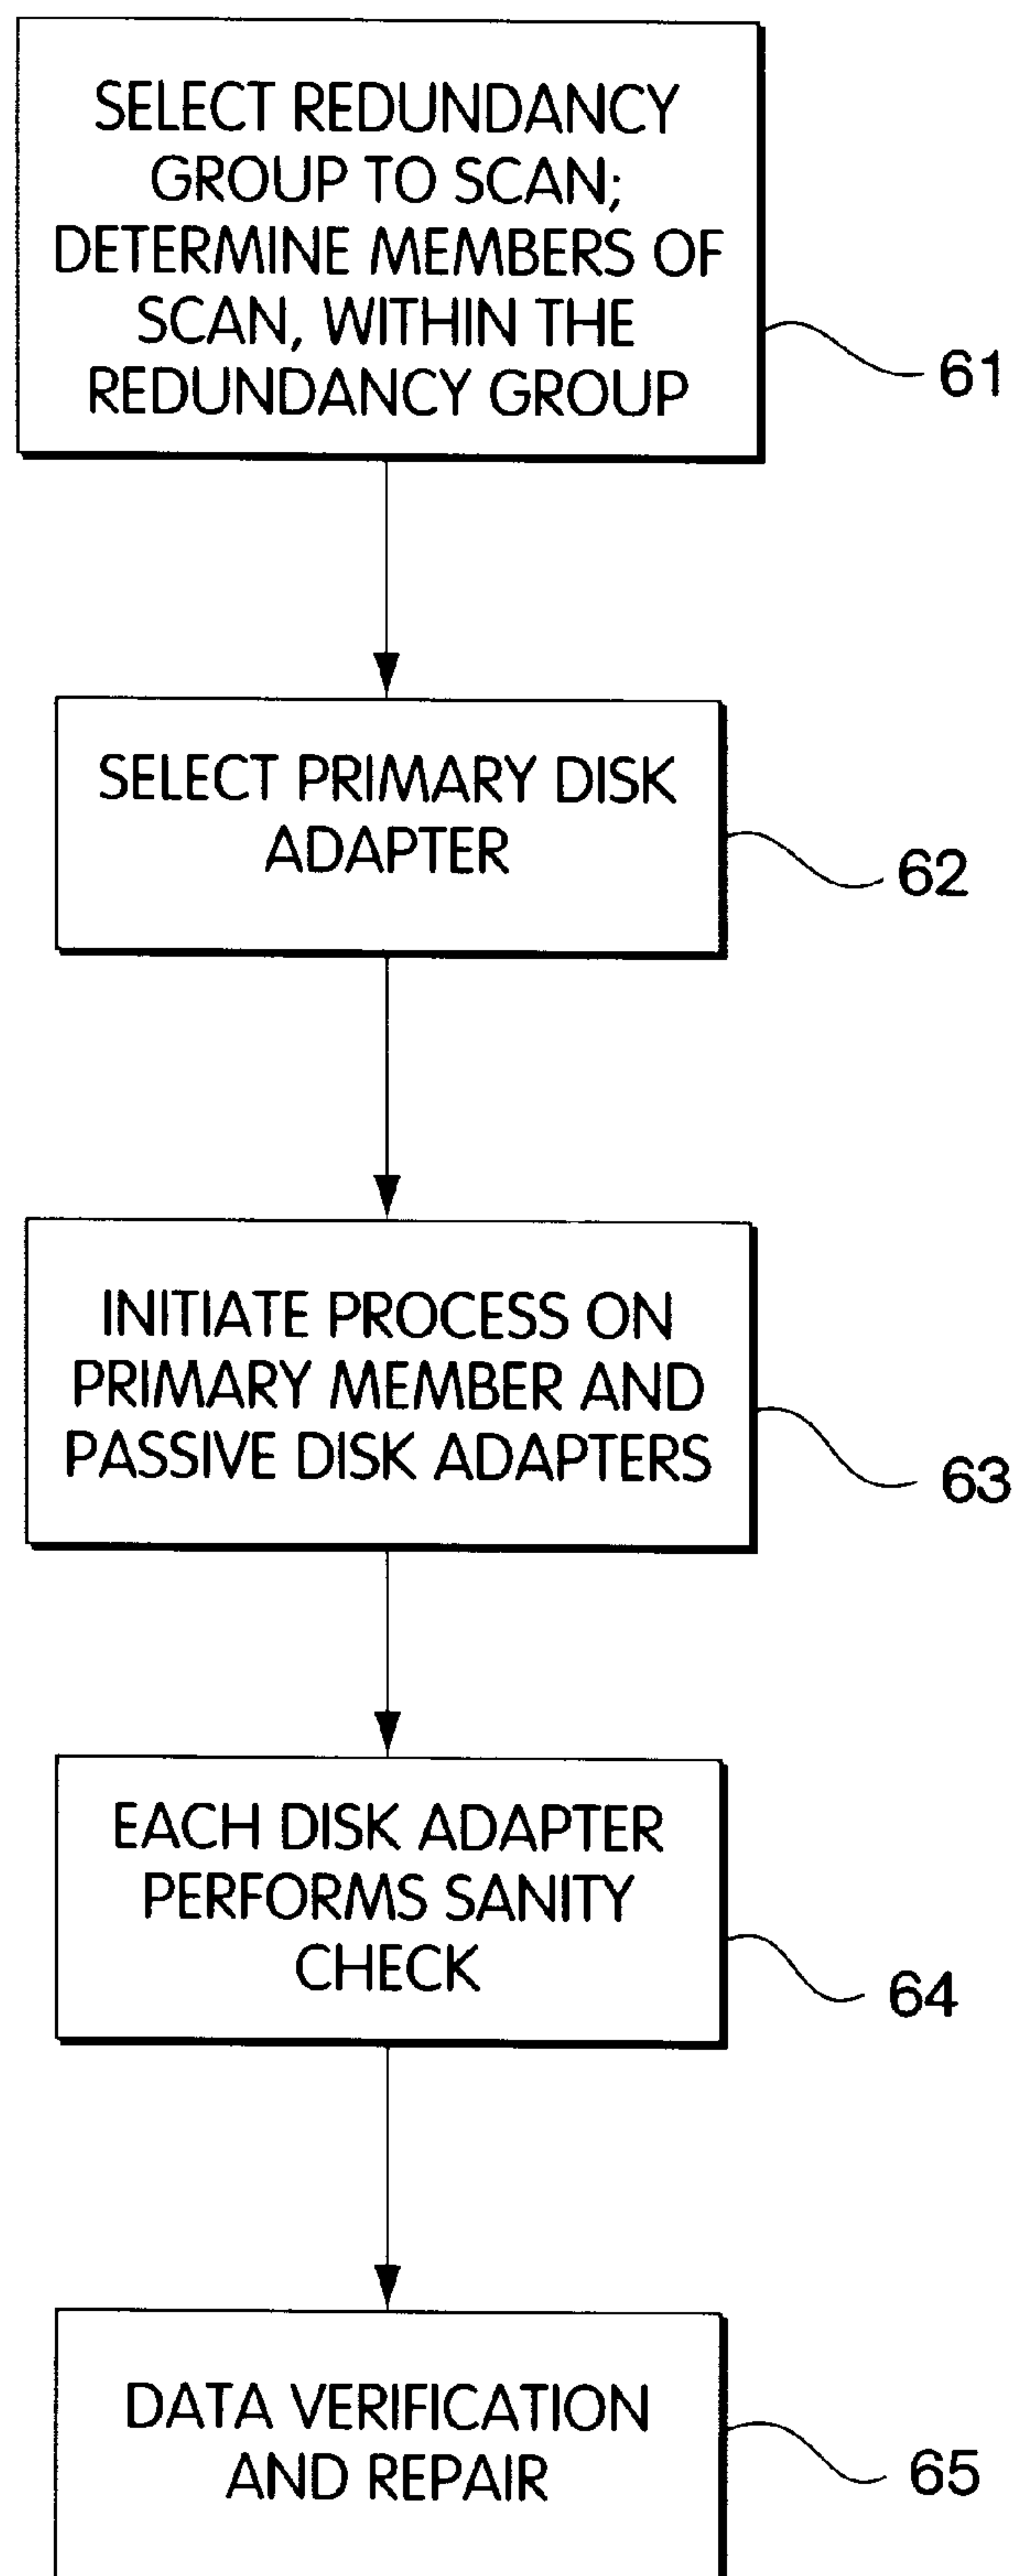 SELECT REDUNDANCY
GROUP TO SCAN;
DETERMINE MEMBERS OF
SCAN, WITHIN THE
REDUNDANCY GROUP
61
SELECT PRIMARY DISK
ADAPTER
62
INITIATE PROCESS ON
PRIMARY MEMBER AND
PASSIVE DISK ADAPTERS
63
EACH DISK ADAPTER
PERFORMS SANITY
CHECK
64
DATA VERIFICATION
AND REPAIR
65